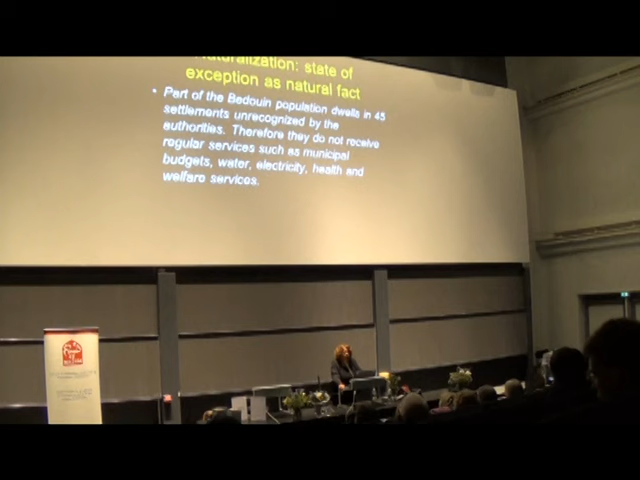 Naturalization: state of
exception as natural fact
• Part of the Bedouin population dwells in 45
settlements unrecognized by the
authorities. Therefore they do not receive
regular services such as municipal
budgets, water, electricity, health and
welfare services.